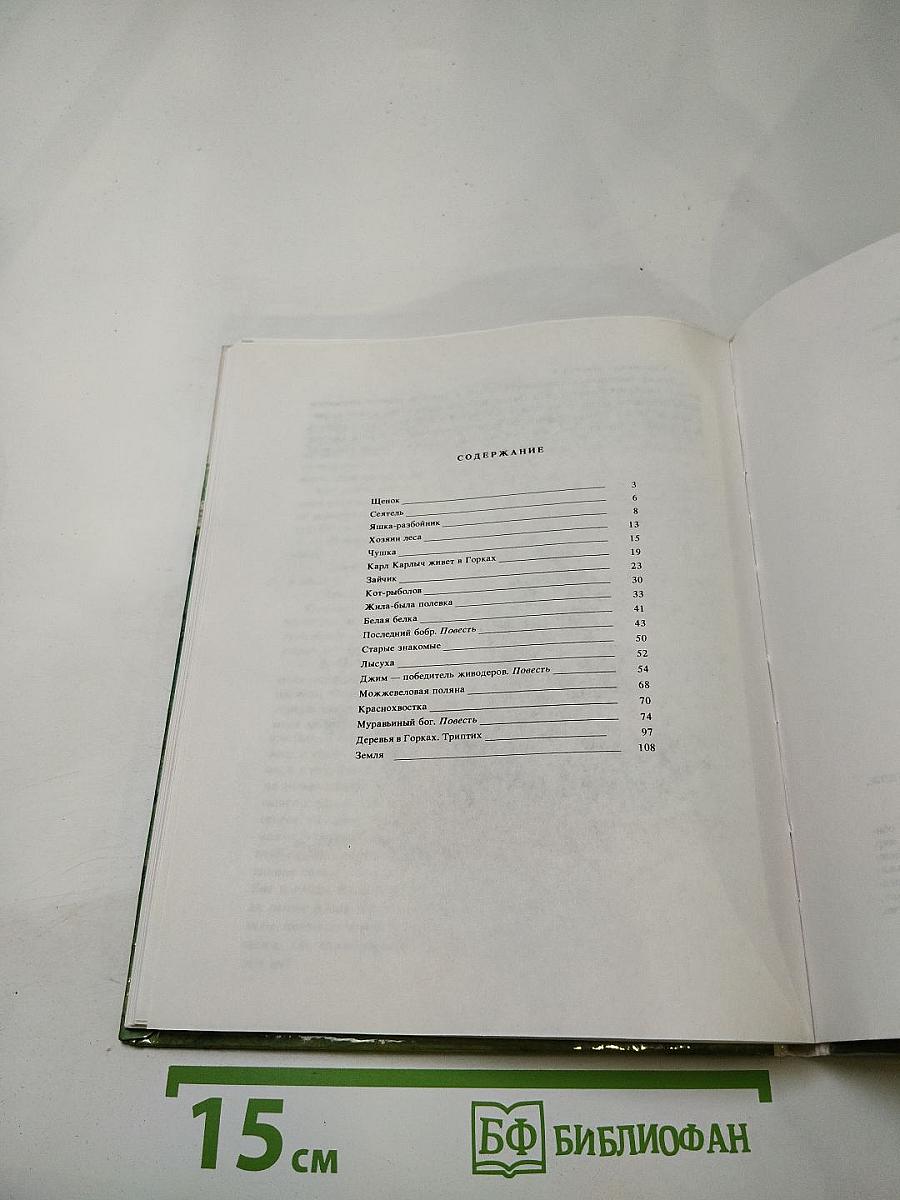 СОДЕРЖАНИЕ
Щенок 3
Сеятель 6
Яшка-разбойник 8
Хозяин леса 13
Чушка 15
Карл Карлыч живет в Горках 19
Зайчик 23
Кот-рыболов 30
Жила-была полевка 33
Белая белка 41
Последний бобр. Повесть 43
Старые знакомые 50
Лысуха 52
Джим — победитель живодеров. Повесть 54
Можжевеловая поляна 68
Краснохвостка 70
Муравьиный бог. Повесть 74
Деревья в Горках. Триптих 97
Земля 108
15 см
БФ БИБЛИОФАН